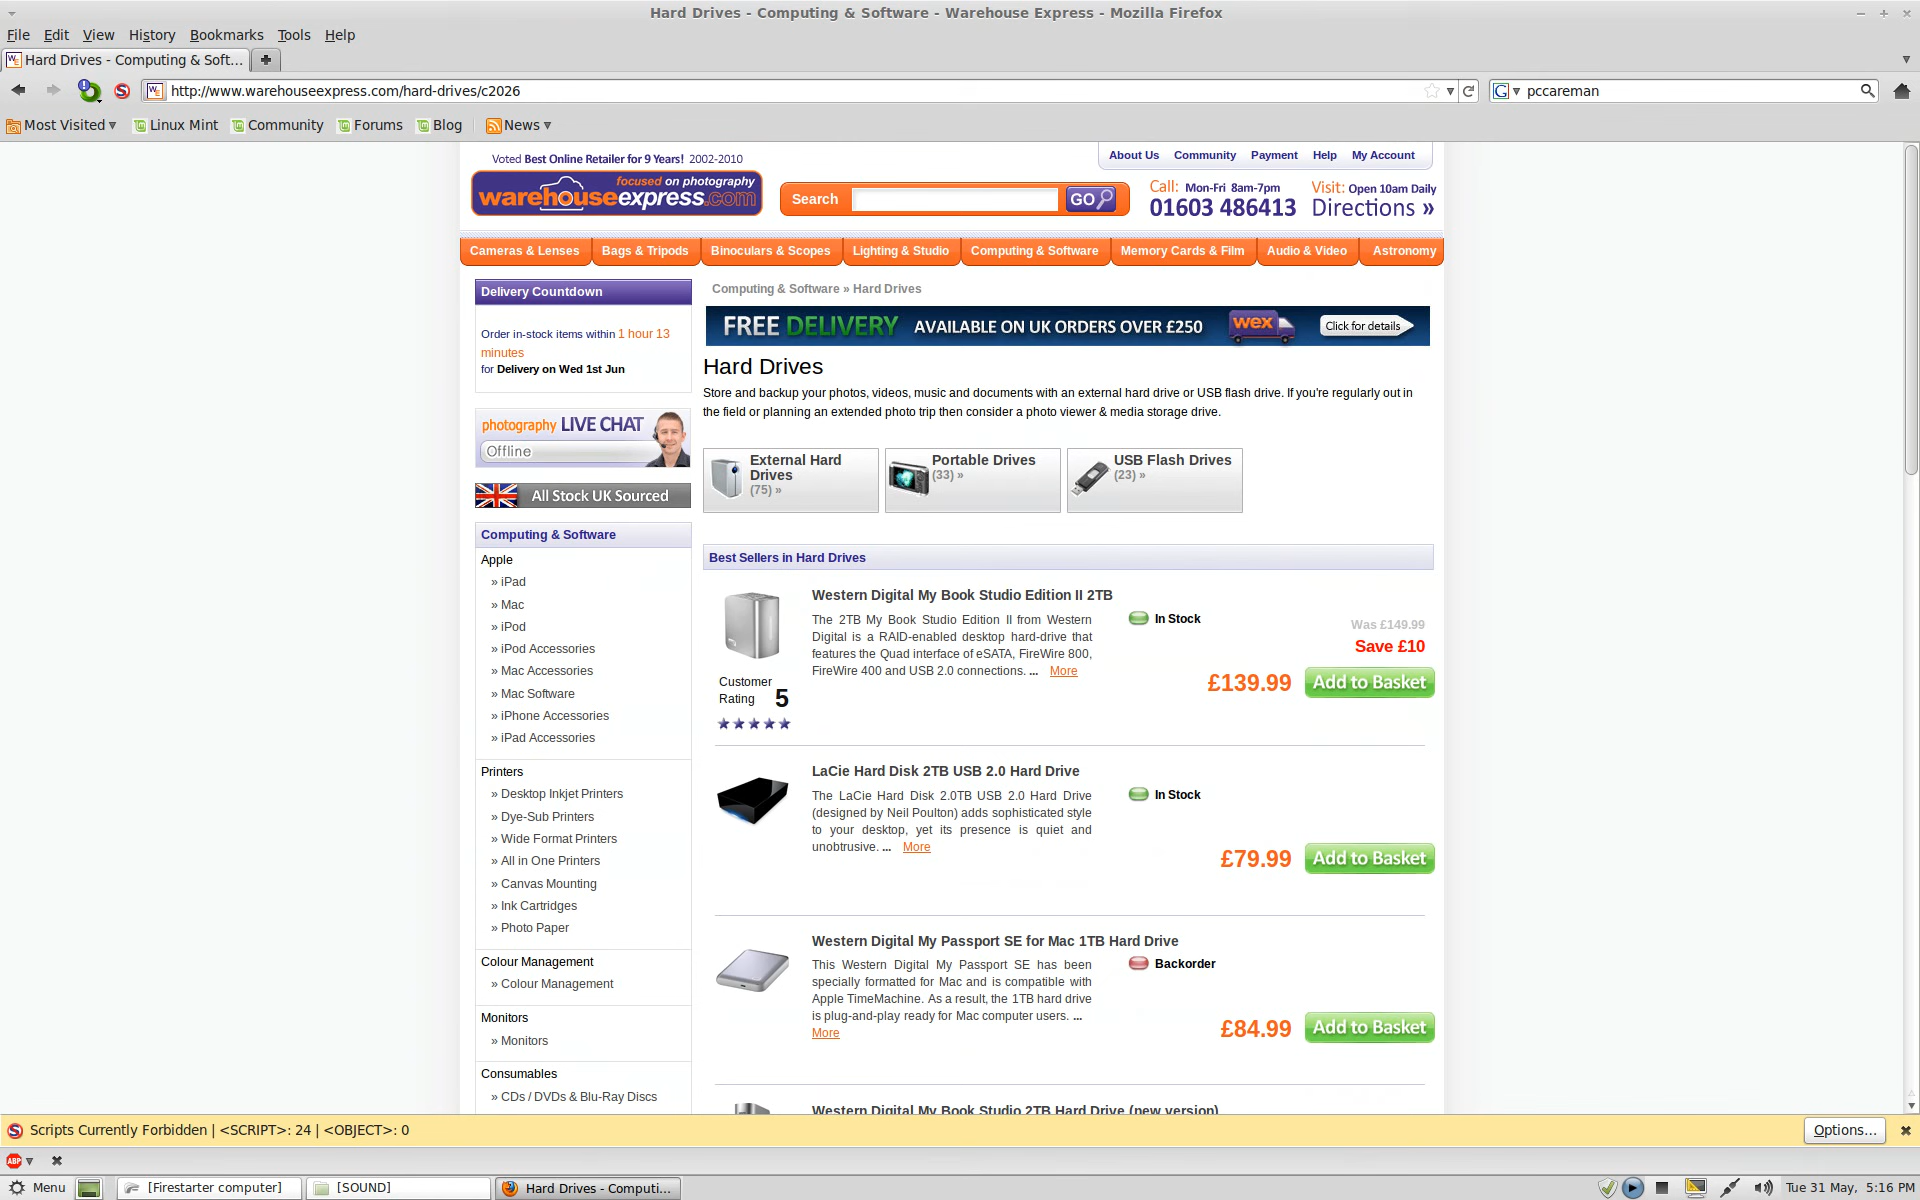 Hard Drives - Computing & Software - Warehouse Express - Mozilla Firefox
File Edit View History Bookmarks Tools Help
Hard Drives - Computing & Soft...
http://www.warehouseexpress.com/hard-drives/c2026
pccareman
Most Visited Linux Mint Community Forums Blog News
Voted Best Online Retailer for 9 Years! 2002-2010
About Us Community Payment Help My Account
focused on photography
warehouseexpress.com
Search GO
Call: Mon-Fri 8am-7pm
01603 486413
Visit: Open 10am Daily
Directions »
Cameras & Lenses Bags & Tripods Binoculars & Scopes Lighting & Studio Computing & Software Memory Cards & Film Audio & Video Astronomy
Delivery Countdown
Order in-stock items within 1 hour 13
minutes
for Delivery on Wed 1st Jun
photography LIVE CHAT
Offline
All Stock UK Sourced
Computing & Software
Apple
» iPad
» Mac
» iPod
» iPod Accessories
» Mac Accessories
» Mac Software
» iPhone Accessories
» iPad Accessories
Printers
» Desktop Inkjet Printers
» Dye-Sub Printers
» Wide Format Printers
» All in One Printers
» Canvas Mounting
» Ink Cartridges
» Photo Paper
Colour Management
» Colour Management
Monitors
» Monitors
Consumables
» CDs / DVDs & Blu-Ray Discs
Computing & Software » Hard Drives
FREE DELIVERY AVAILABLE ON UK ORDERS OVER £250 wex Click for details
Hard Drives
Store and backup your photos, videos, music and documents with an external hard drive or USB flash drive. If you're regularly out in
the field or planning an extended photo trip then consider a photo viewer & media storage drive.
External Hard
Drives
(75) »
Portable Drives
(33) »
USB Flash Drives
(23) »
Best Sellers in Hard Drives
Western Digital My Book Studio Edition II 2TB
The 2TB My Book Studio Edition II from Western
Digital is a RAID-enabled desktop hard-drive that
features the Quad interface of eSATA, FireWire 800,
FireWire 400 and USB 2.0 connections. ... More
In Stock
Was £149.99
Save £10
£139.99 Add to Basket
Customer
Rating 5
LaCie Hard Disk 2TB USB 2.0 Hard Drive
The LaCie Hard Disk 2.0TB USB 2.0 Hard Drive
(designed by Neil Poulton) adds sophisticated style
to your desktop, yet its presence is quiet and
unobtrusive. ... More
In Stock
£79.99 Add to Basket
Western Digital My Passport SE for Mac 1TB Hard Drive
This Western Digital My Passport SE has been
specially formatted for Mac and is compatible with
Apple TimeMachine. As a result, the 1TB hard drive
is plug-and-play ready for Mac computer users. ...
More
Backorder
£84.99 Add to Basket
Western Digital My Book Studio 2TB Hard Drive (new version)
Scripts Currently Forbidden | <SCRIPT>: 24 | <OBJECT>: 0
Options...
ABP
Menu [Firestarter computer] [SOUND] Hard Drives - Computi... Tue 31 May, 5:16 PM